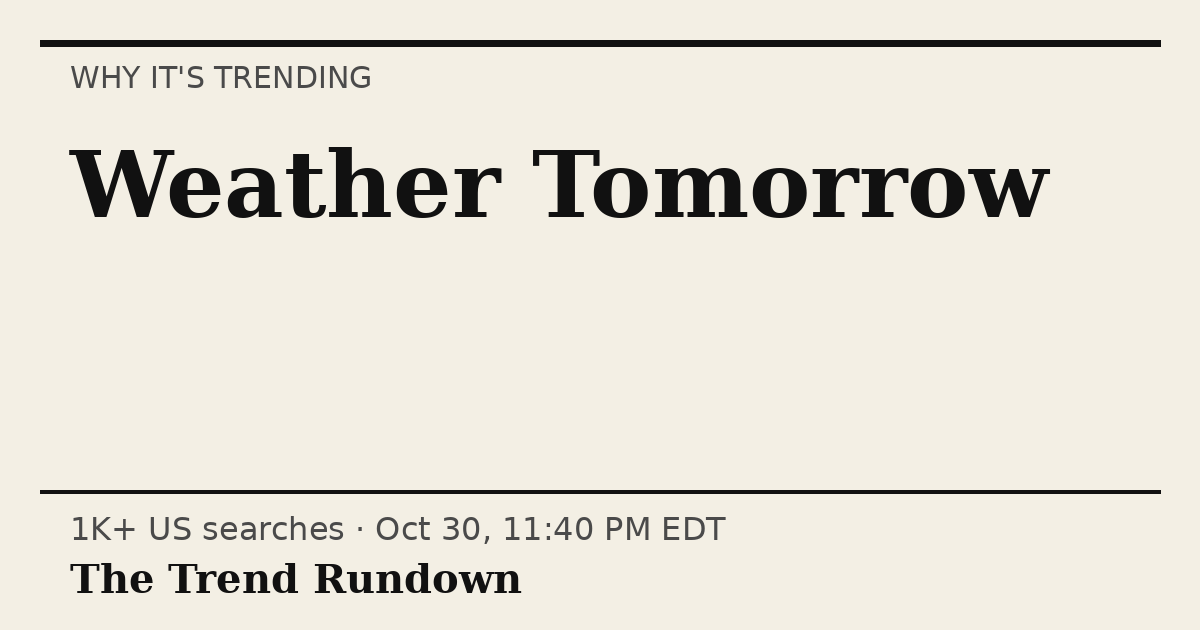 WHY IT'S TRENDING
Weather Tomorrow
1K+ US searches · Oct 30, 11:40 PM EDT
The Trend Rundown